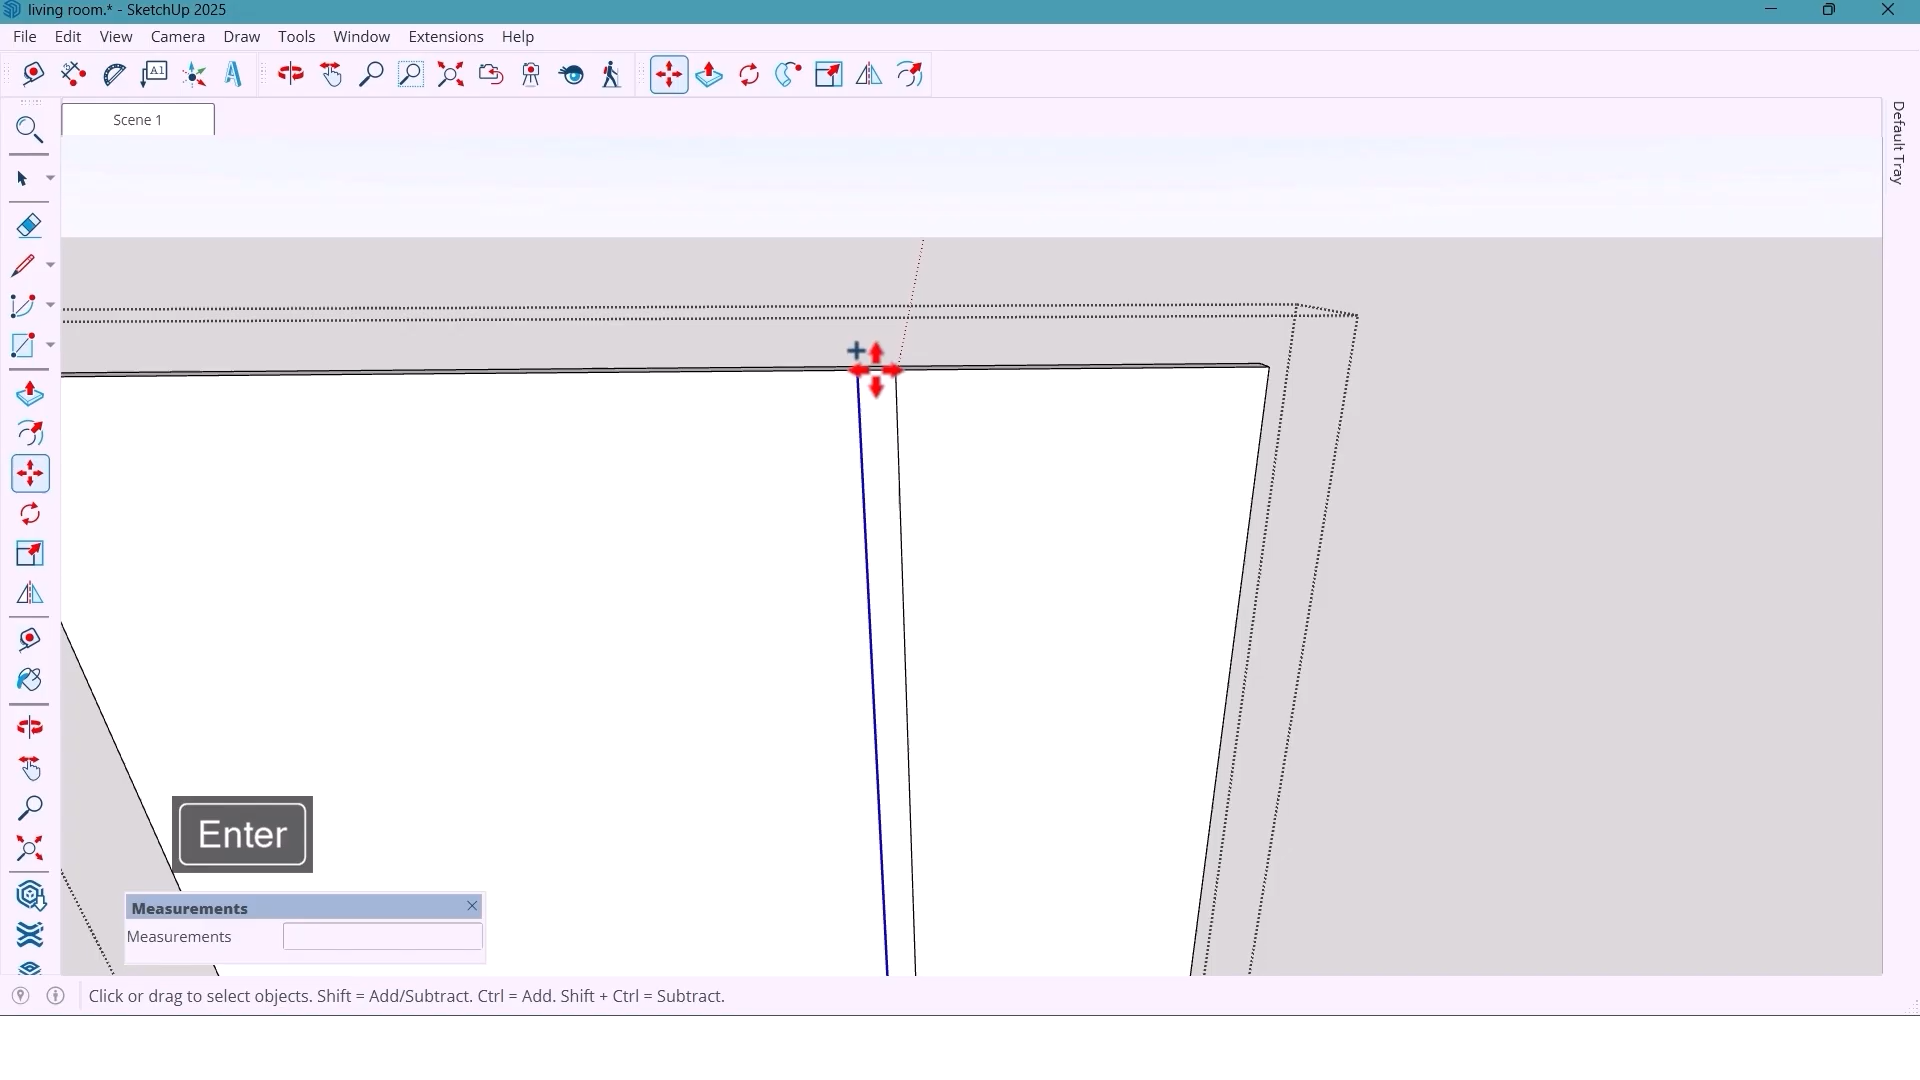 living room.* - SketchUp 2025
File Edit View Camera Draw Tools Window Extensions Help
A1
Scene 1
Default Tray
Enter
Measurements
Measurements
Click or drag to select objects. Shift = Add/Subtract. Ctrl = Add. Shift + Ctrl = Subtract.